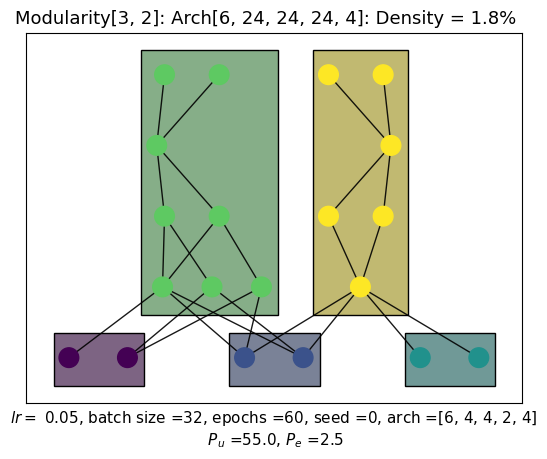 Modularity[3, 2]: Arch[6, 24, 24, 24, 4]: Density = 1.8%
lr = 0.05, batch size =32, epochs =60, seed =0, arch =[6, 4, 4, 2, 4]
P_u =55.0, P_e =2.5